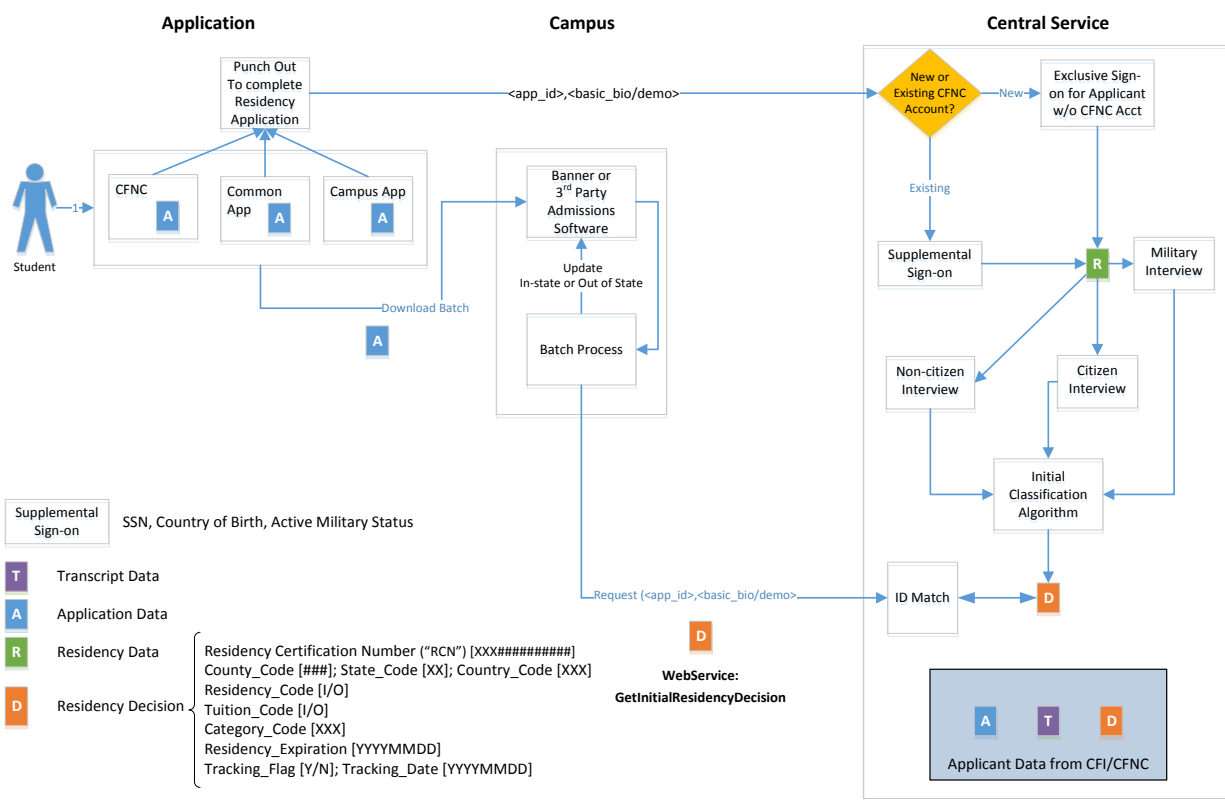 Application
Campus
Central Service
Punch Out
To complete
Residency
Application
<app_id>,<basic_bio/demo>
New or
Existing CFNC
Account?
New
Exclusive Sign-
on for Applicant
w/o CFNC Acct
CFNC
A
Common
App
A
Campus App
A
1
Student
Banner or
3rd Party
Admissions
Software
Existing
Supplemental
Sign-on
R
Military
Interview
Update
In-state or Out of State
Download Batch
A
Batch Process
Non-citizen
Interview
Citizen
Interview
Initial
Classification
Algorithm
Supplemental
Sign-on
SSN, Country of Birth, Active Military Status
T
Transcript Data
A
Application Data
R
Residency Data
D
Residency Decision
Residency Certification Number (“RCN”) [XXX##########]
County_Code [###]; State_Code [XX]; Country_Code [XXX]
Residency_Code [I/O]
Tuition_Code [I/O]
Category_Code [XXX]
Residency_Expiration [YYYYMMDD]
Tracking_Flag [Y/N]; Tracking_Date [YYYYMMDD]
Request (<app_id>,<basic_bio/demo>
D
WebService:
GetInitialResidencyDecision
ID Match
D
A
T
D
Applicant Data from CFI/CFNC